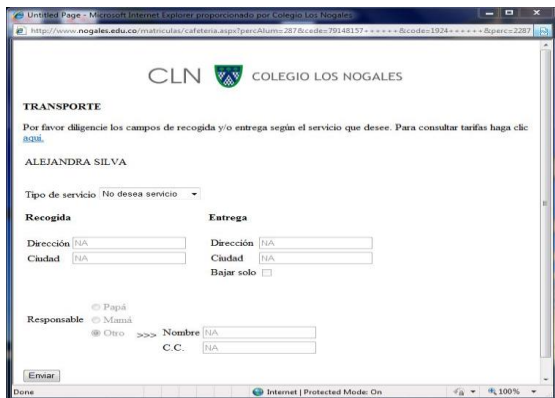 Untitled Page - Microsoft Internet Explorer proporcionado por Colegio Los Nogales
http://www.nogales.edu.co/matriculas/cafeteria.aspx?percAlum=287&ccede=79148157++++++&code=1924++++++&perc=2287
CLN COLEGIO LOS NOGALES
TRANSPORTE
Por favor diligencie los campos de recogida y/o entrega según el servicio que desee. Para consultar tarifas haga clic
aquí.
ALEJANDRA SILVA
Tipo de servicio No desea servicio
Recogida Entrega
Dirección NA Dirección NA
Ciudad NA Ciudad NA
Bajar solo
Papá
Responsable Mamá
Otro >>> Nombre NA
C.C. NA
Enviar
Done Internet | Protected Mode: On 100%